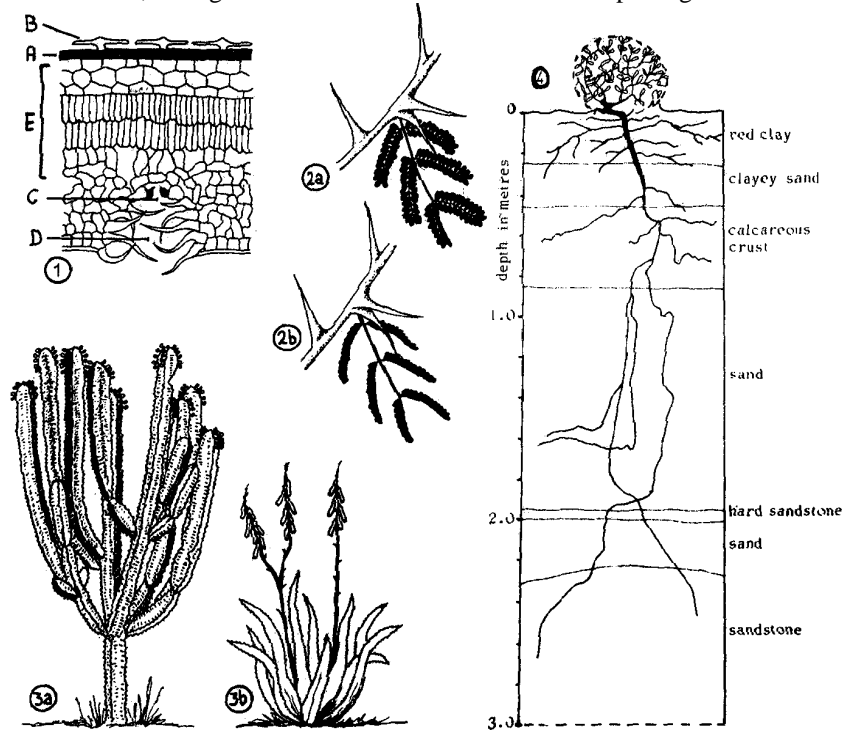 B
A
E
C
D
1
2a
2b
3a
3b
4
depth in metres
0
1.0
2.0
3.0
red clay
clayey sand
calcareous
crust
sand
hard sandstone
sand
sandstone